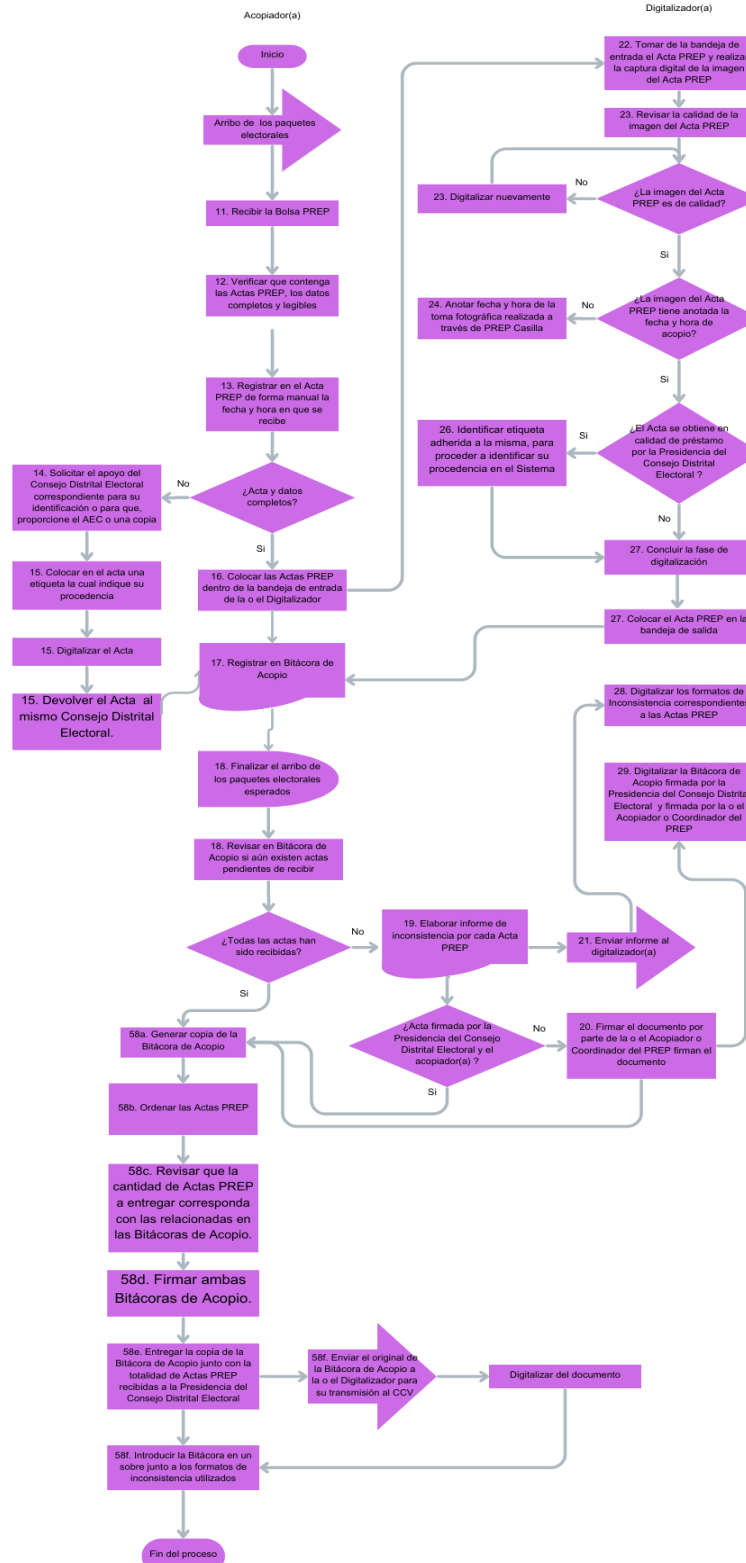 Acopiador(a)
Inicio
Arribo de los paquetes
electorales
11. Recibir la Bolsa PREP
12. Verificar que contenga
las Actas PREP, los datos
completos y legibles
13. Registrar en el Acta
PREP de forma manual la
fecha y hora en que se
recibe
¿Acta y datos
completos?
No
14. Solicitar el apoyo del
Consejo Distrital Electoral
correspondiente para su
identificación o para que,
proporcione el AEC o una copia
15. Colocar en el acta una
etiqueta la cual indique su
procedencia
15. Digitalizar el Acta
15. Devolver el Acta al
mismo Consejo Distrital
Electoral.
Si
16. Colocar las Actas PREP
dentro de la bandeja de entrada
de la o el Digitalizador
17. Registrar en Bitácora de
Acopio
18. Finalizar el arribo de
los paquetes electorales
esperados
18. Revisar en Bitácora de
Acopio si aún existen actas
pendientes de recibir
¿Todas las actas han
sido recibidas?
No
19. Elaborar informe de
inconsistencia por cada Acta
PREP
21. Enviar informe al
digitalizador(a)
¿Acta firmada por la
Presidencia del Consejo
Distrital Electoral y el
acopiador(a) ?
No
20. Firmar el documento por
parte de la o el Acopiador o
Coordinador del PREP firman el
documento
Si
Si
58a. Generar copia de la
Bitácora de Acopio
58b. Ordenar las Actas PREP
58c. Revisar que la
cantidad de Actas PREP
a entregar corresponda
con las relacionadas en
las Bitácoras de Acopio.
58d. Firmar ambas
Bitácoras de Acopio.
58e. Entregar la copia de la
Bitácora de Acopio junto con la
totalidad de Actas PREP
recibidas a la Presidencia del
Consejo Distrital Electoral
58f. Enviar el original de
la Bitácora de Acopio a
la o el Digitalizador para
su transmisión al CCV
Digitalizar del documento
58f. Introducir la Bitácora en un
sobre junto a los formatos de
inconsistencia utilizados
Fin del proceso
Digitalizador(a)
22. Tomar de la bandeja de
entrada el Acta PREP y realiza
la captura digital de la imagen
del Acta PREP
23. Revisar la calidad de la
imagen del Acta PREP
¿La imagen del Acta
PREP es de calidad?
No
23. Digitalizar nuevamente
Si
¿La imagen del Acta
PREP tiene anotada la
fecha y hora de
acopio?
No
24. Anotar fecha y hora de la
toma fotográfica realizada a
través de PREP Casilla
Si
¿El Acta se obtiene en
calidad de préstamo
por la Presidencia del
Consejo Distrital
Electoral ?
Si
26. Identificar etiqueta
adherida a la misma, para
proceder a identificar su
procedencia en el Sistema
No
27. Concluir la fase de
digitalización
27. Colocar el Acta PREP en la
bandeja de salida
28. Digitalizar los formatos de
Inconsistencia correspondientes
a las Actas PREP
29. Digitalizar la Bitácora de
Acopio firmada por la
Presidencia del Consejo Distrital
Electoral y firmada por la o el
Acopiador o Coordinador del
PREP